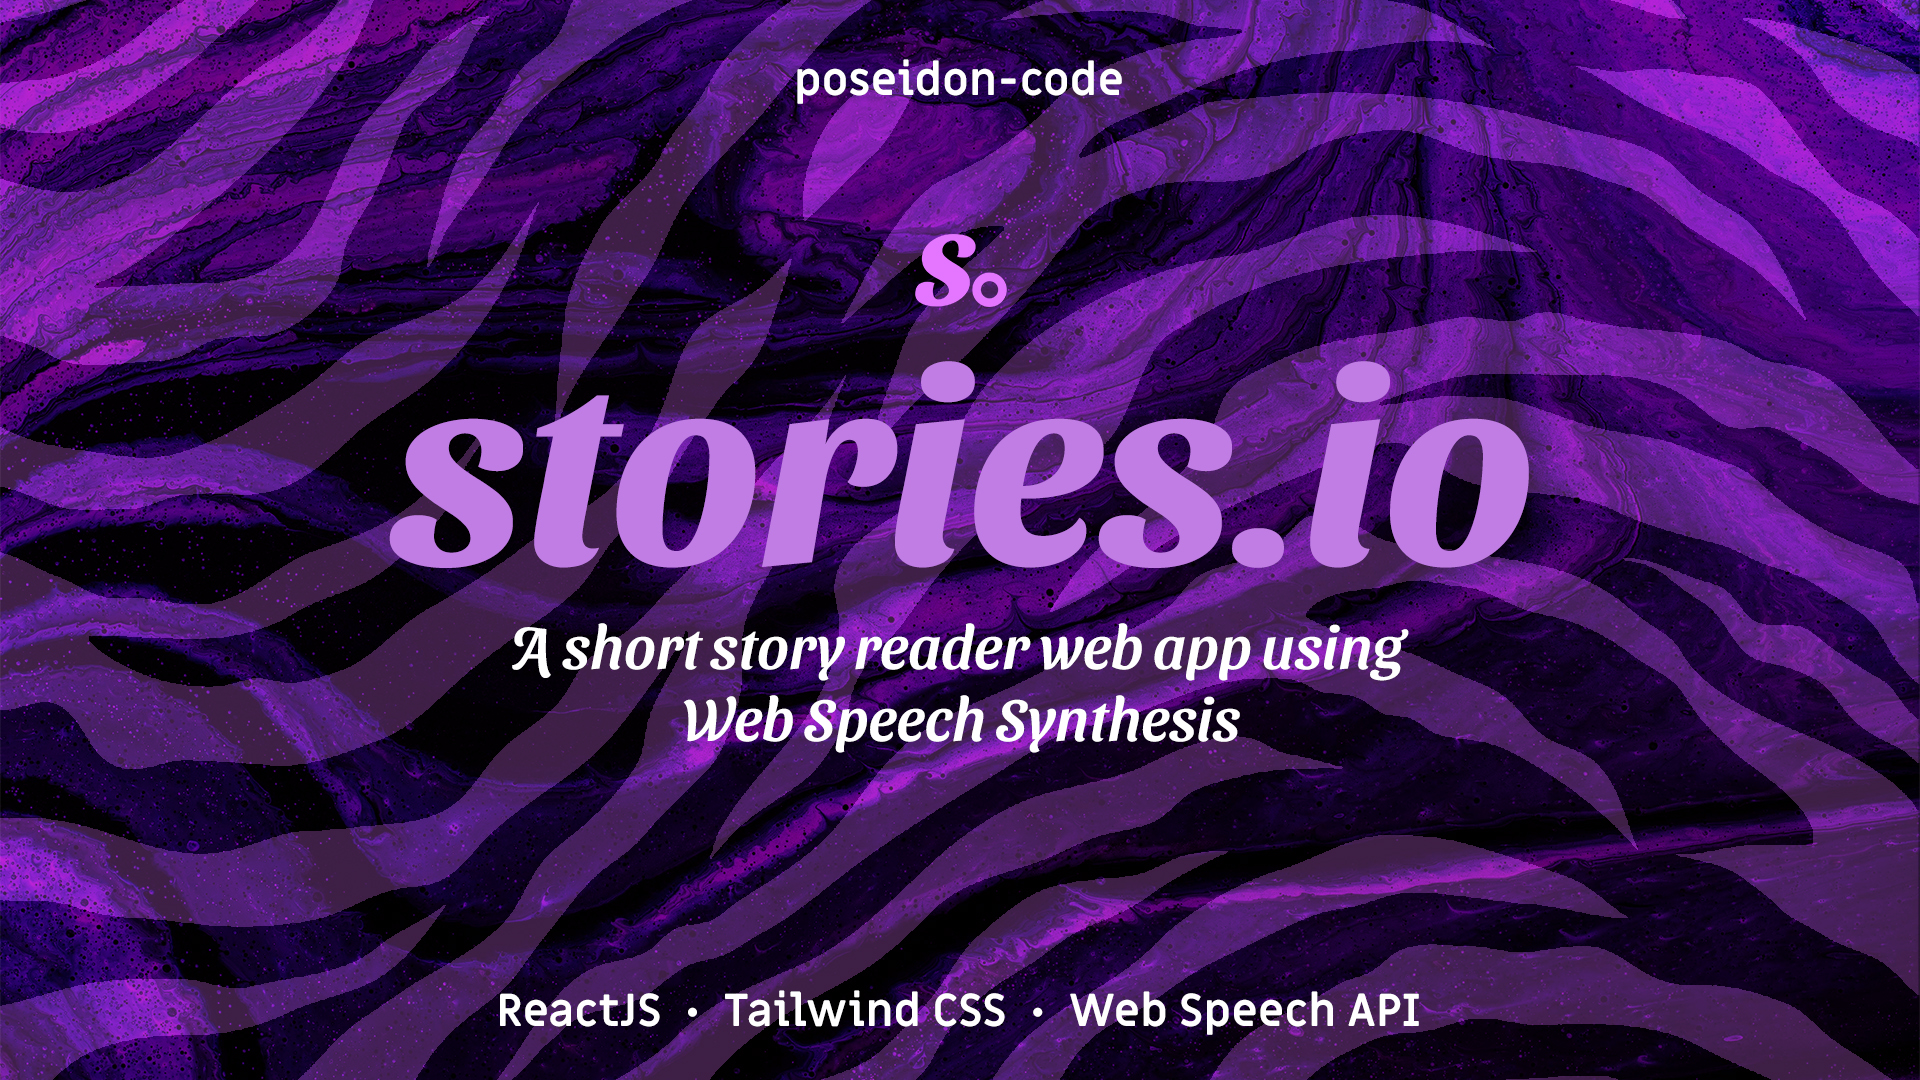 poseidon-code
so
stories.io
A short story reader web app using
Web Speech Synthesis
ReactJS • Tailwind CSS • Web Speech API